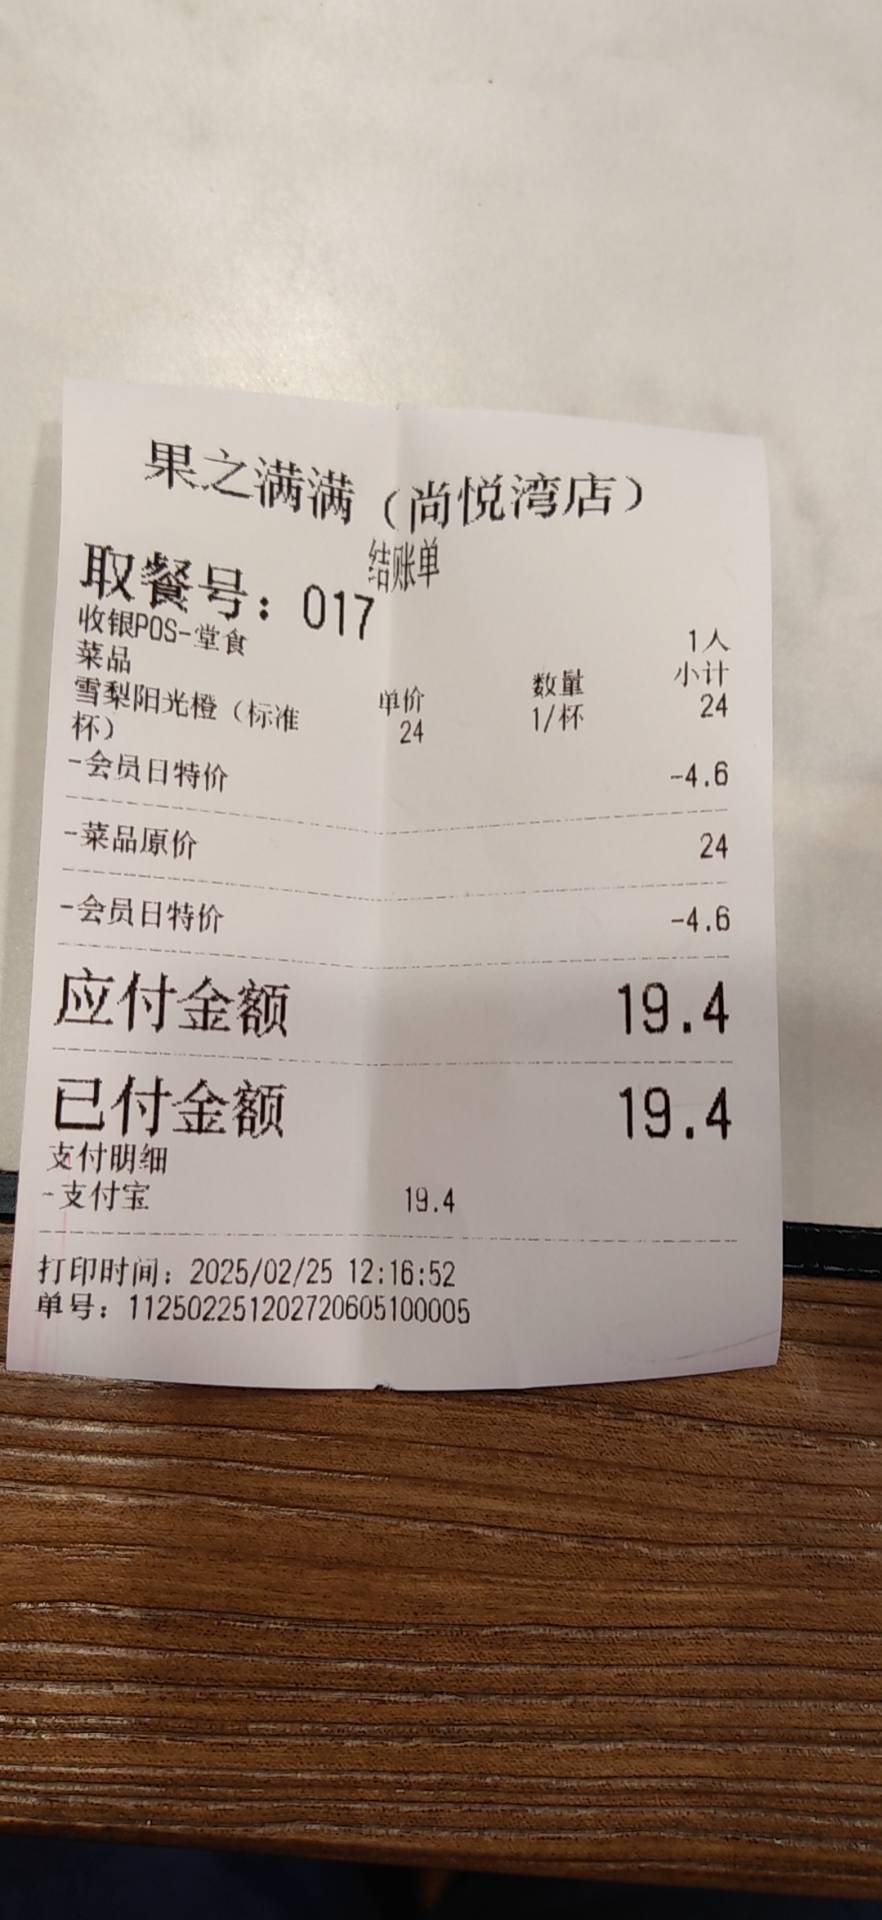 果之满满（尚悦湾店）
结账单
取餐号：017
收银POS-堂食 1人
菜品 单价 数量 小计
雪梨阳光橙（标准杯） 24 1/杯 24
-会员日特价 -4.6
-菜品原价 24
-会员日特价 -4.6
应付金额 19.4
已付金额 19.4
支付明细
-支付宝 19.4
打印时间：2025/02/25 12:16:52
单号：112502251202720605100005